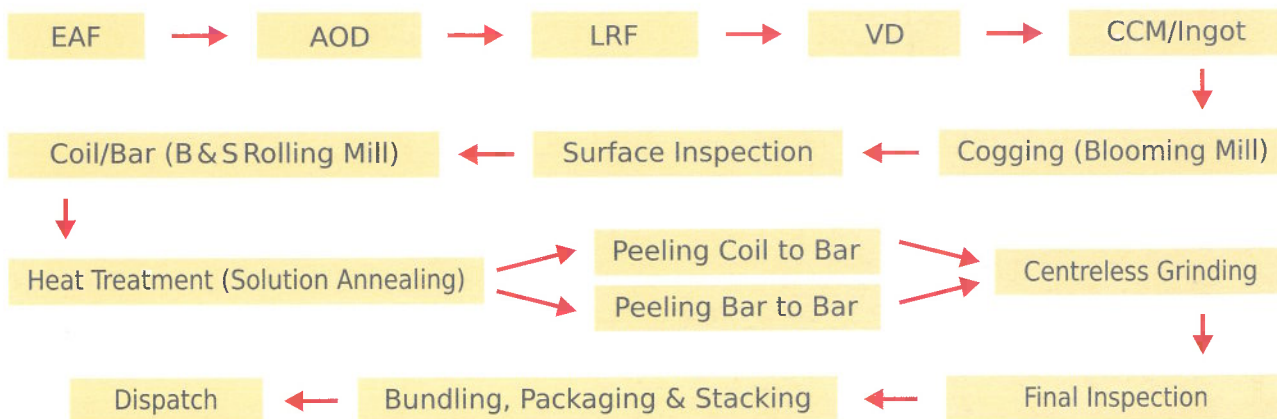 EAF
AOD
LRF
VD
CCM/Ingot
Cogging (Blooming Mill)
Surface Inspection
Coil/Bar (B & S Rolling Mill)
Heat Treatment (Solution Annealing)
Peeling Coil to Bar
Peeling Bar to Bar
Centreless Grinding
Final Inspection
Bundling, Packaging & Stacking
Dispatch